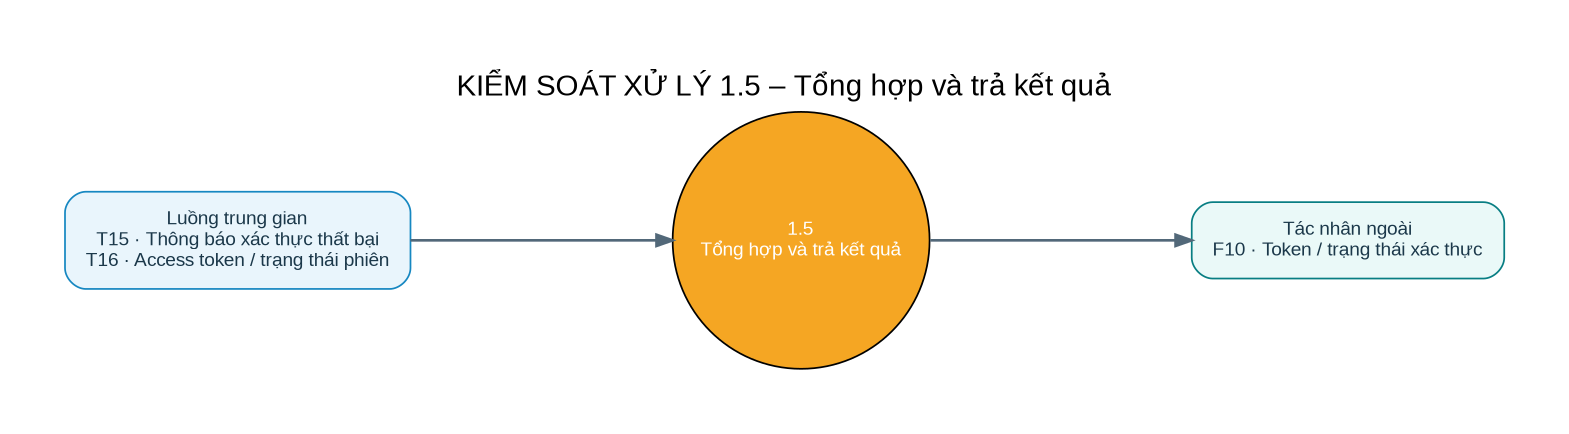 KIỂM SOÁT XỬ LÝ 1.5 – Tổng hợp và trả kết quả
Luồng trung gian
T15 · Thông báo xác thực thất bại
T16 · Access token / trạng thái phiên
1.5
Tổng hợp và trả kết quả
Tác nhân ngoài
F10 · Token / trạng thái xác thực